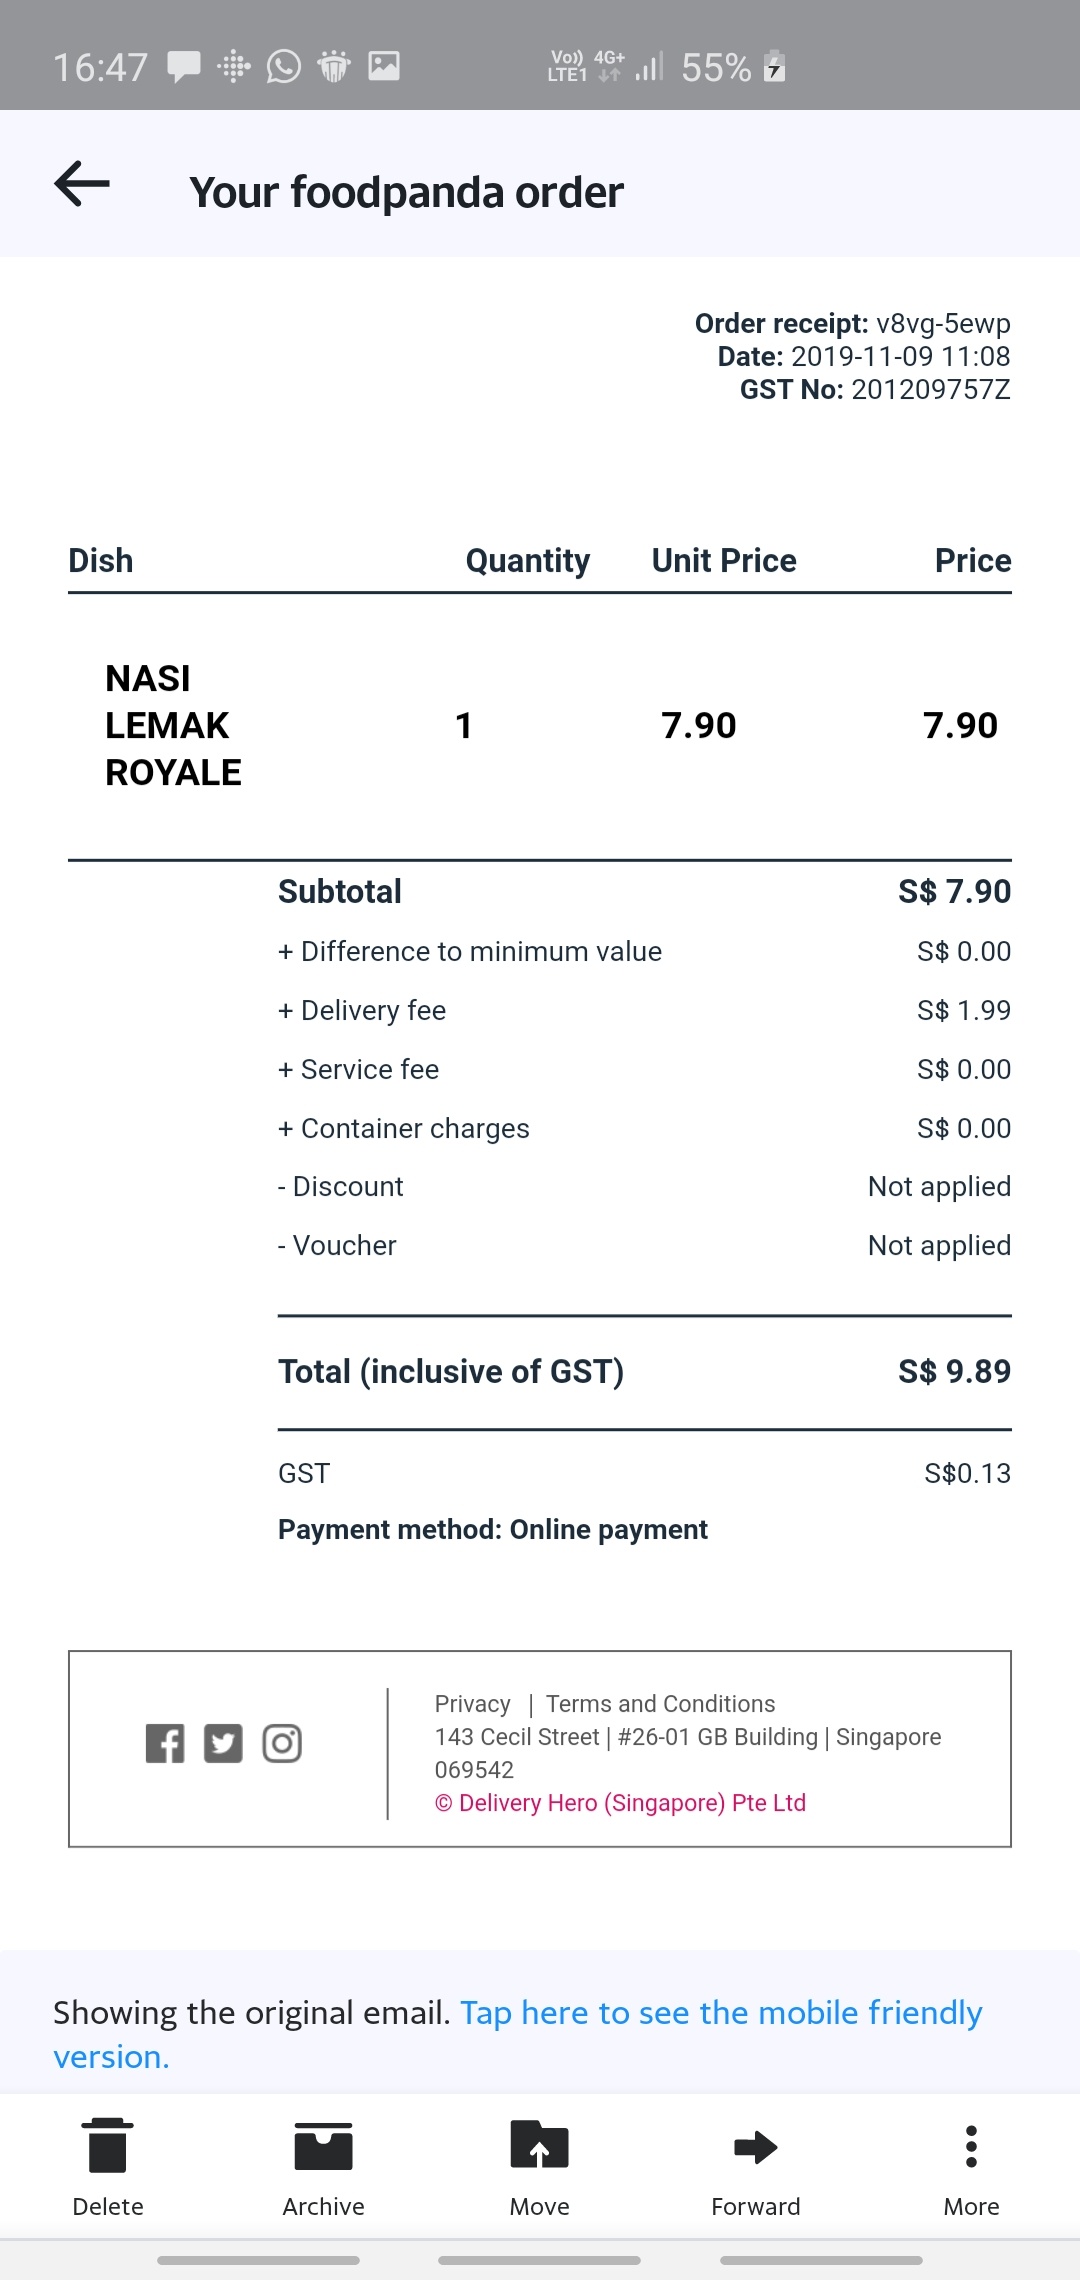 16:47
Vo)) 4G+
LTE1
55%
Your foodpanda order
Order receipt: v8vg-5ewp
Date: 2019-11-09 11:08
GST No: 201209757Z
Dish Quantity Unit Price Price
NASI
LEMAK 1 7.90 7.90
ROYALE
Subtotal S$ 7.90
+ Difference to minimum value S$ 0.00
+ Delivery fee S$ 1.99
+ Service fee S$ 0.00
+ Container charges S$ 0.00
- Discount Not applied
- Voucher Not applied
Total (inclusive of GST) S$ 9.89
GST S$0.13
Payment method: Online payment
Privacy | Terms and Conditions
143 Cecil Street | #26-01 GB Building | Singapore
069542
© Delivery Hero (Singapore) Pte Ltd
Showing the original email. Tap here to see the mobile friendly
version.
Delete Archive Move Forward More